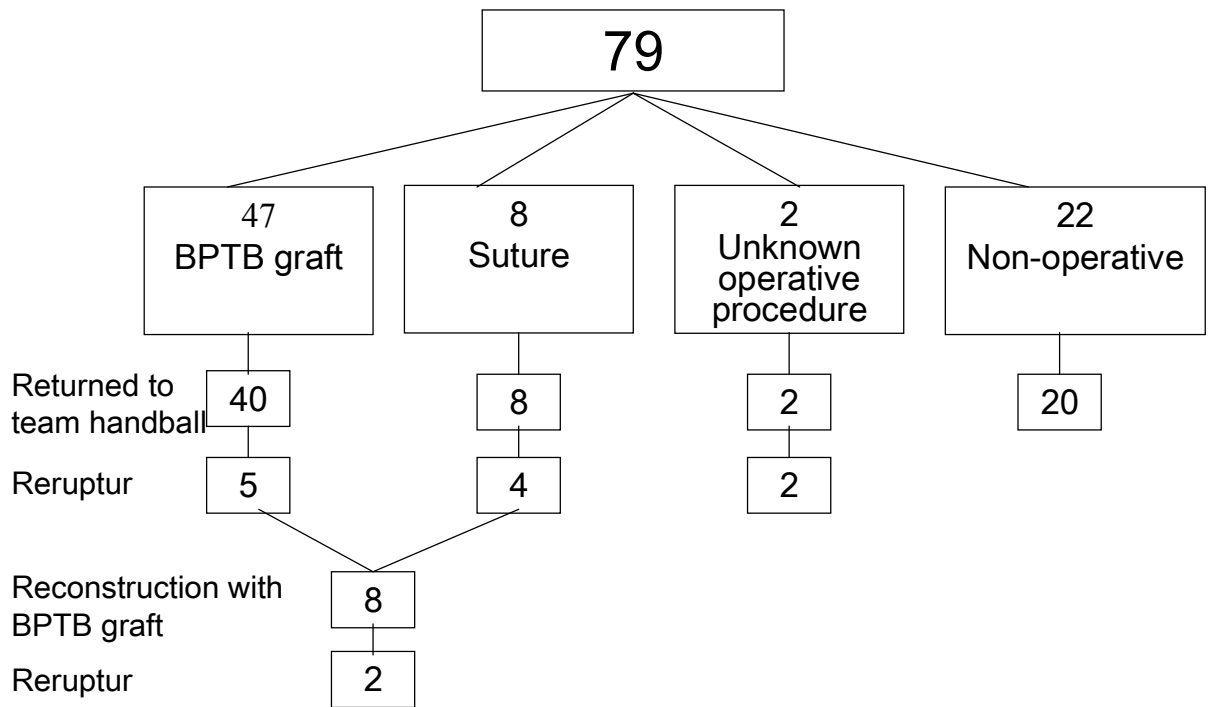 79
47
BPTB graft
8
Suture
2
Unknown
operative
procedure
22
Non-operative
Returned to
team handball
40
8
2
20
Reruptur
5
4
2
Reconstruction with
BPTB graft
8
Reruptur
2